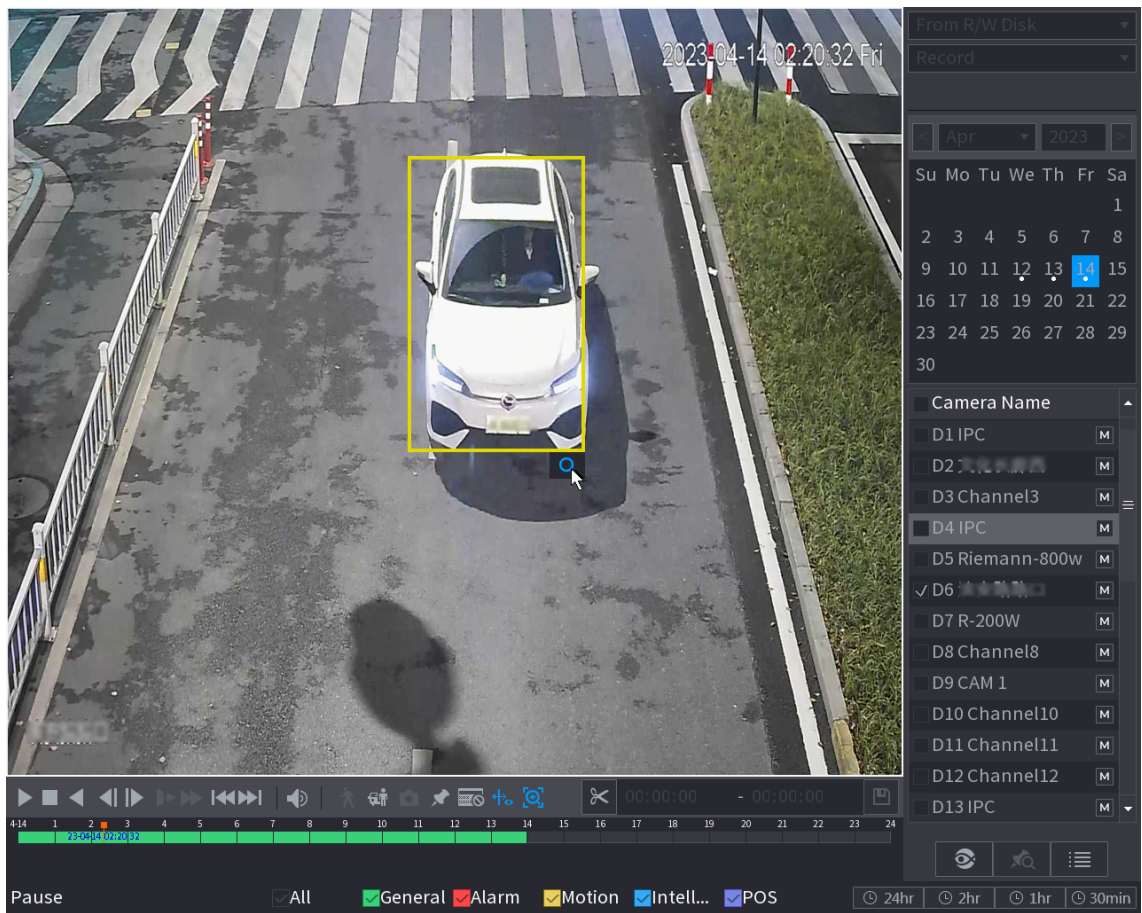 From R/W Disk
Record
2023-04-14 02:20:32 Fri
< Apr 2023 >
Su Mo Tu We Th Fr Sa
1
2 3 4 5 6 7 8
9 10 11 12 13 14 15
16 17 18 19 20 21 22
23 24 25 26 27 28 29
30
Camera Name
D1 IPC M
D2 M
D3 Channel3 M
D4 IPC M
D5 Riemann-800w M
D6 M
D7 R-200W M
D8 Channel8 M
D9 CAM 1 M
D10 Channel10 M
D11 Channel11 M
D12 Channel12 M
D13 IPC M
00:00:00 - 00:00:00
4-14 1 2 3 4 5 6 7 8 9 10 11 12 13 14 15 16 17 18 19 20 21 22 23 24
23-04-14 02:20:32
Pause
All General Alarm Motion Intell... POS
24hr 2hr 1hr 30min